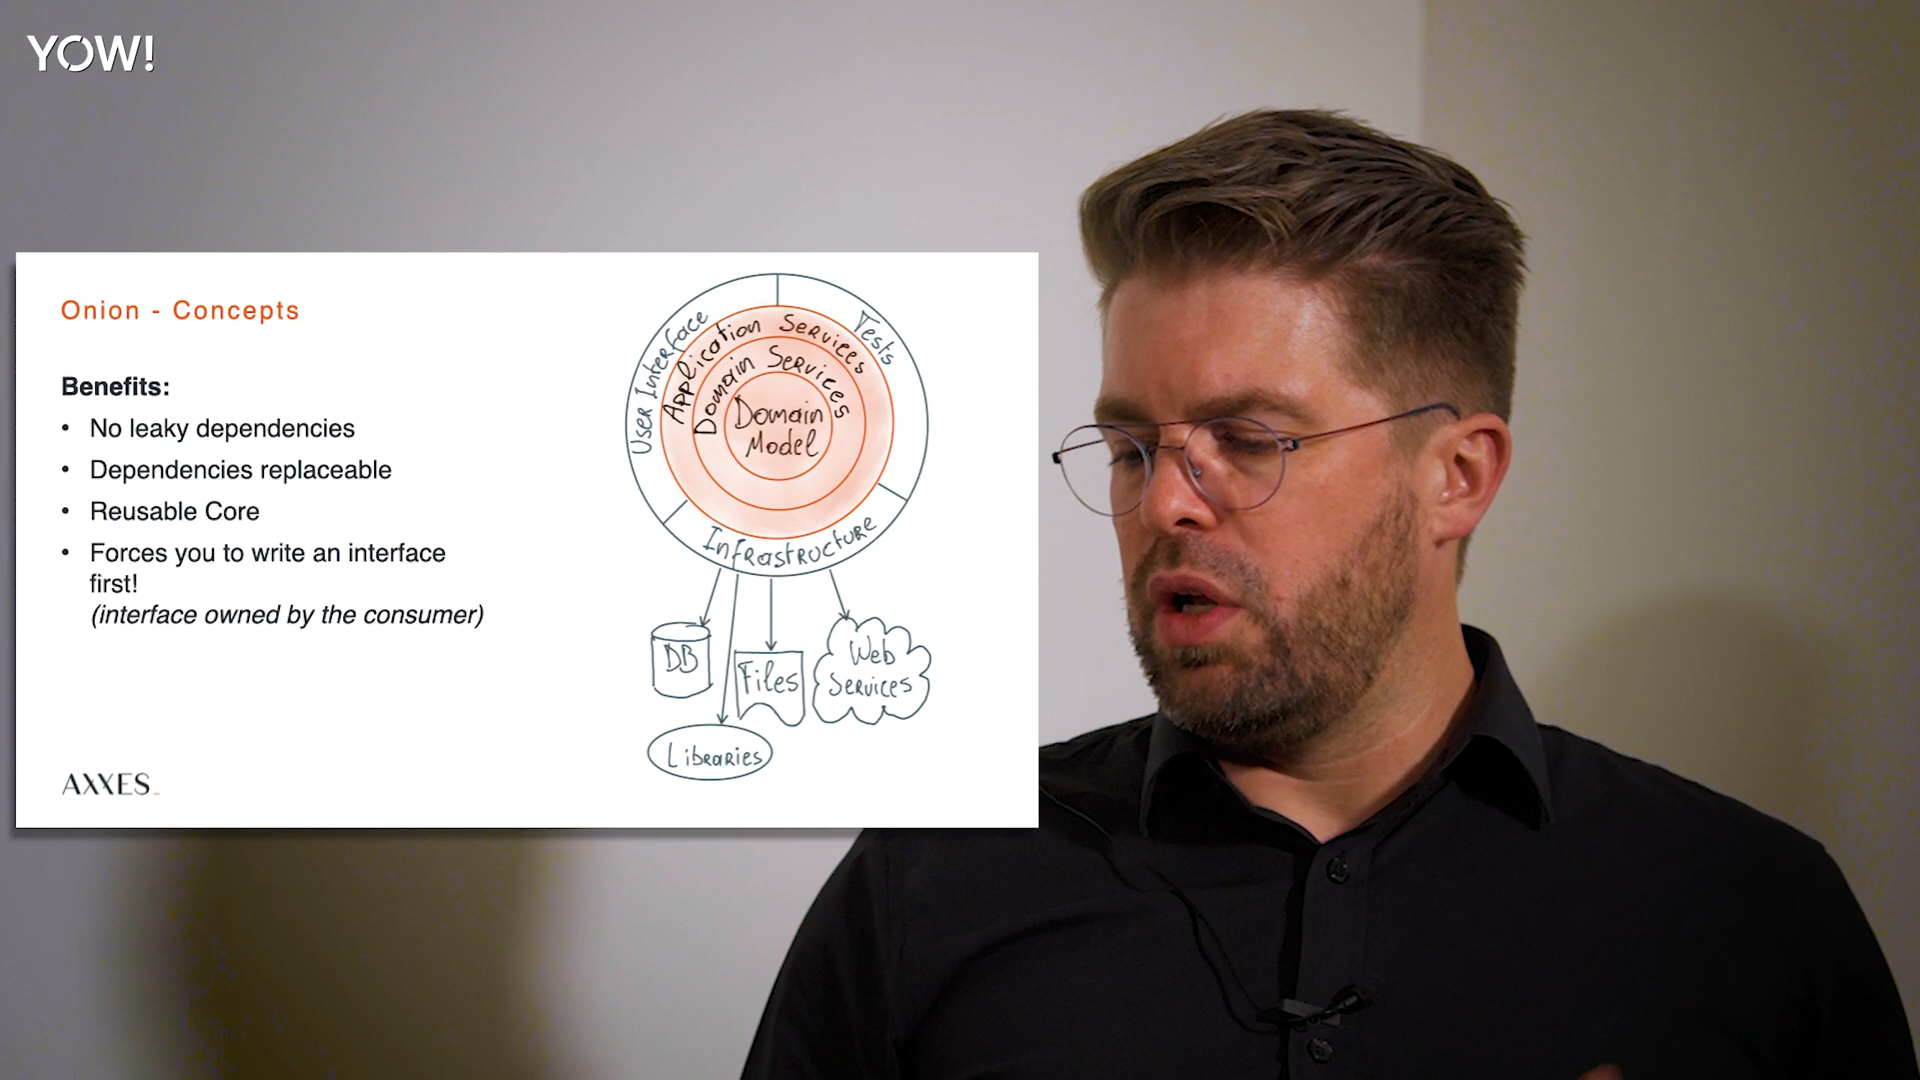 YOW!
Onion - Concepts
Benefits:
• No leaky dependencies
• Dependencies replaceable
• Reusable Core
• Forces you to write an interface
first!
(interface owned by the consumer)
User Interface
Tests
Application Services
Domain Services
Domain
Model
Infrastructure
DB
Files
Web
Services
Libraries
AXXES_